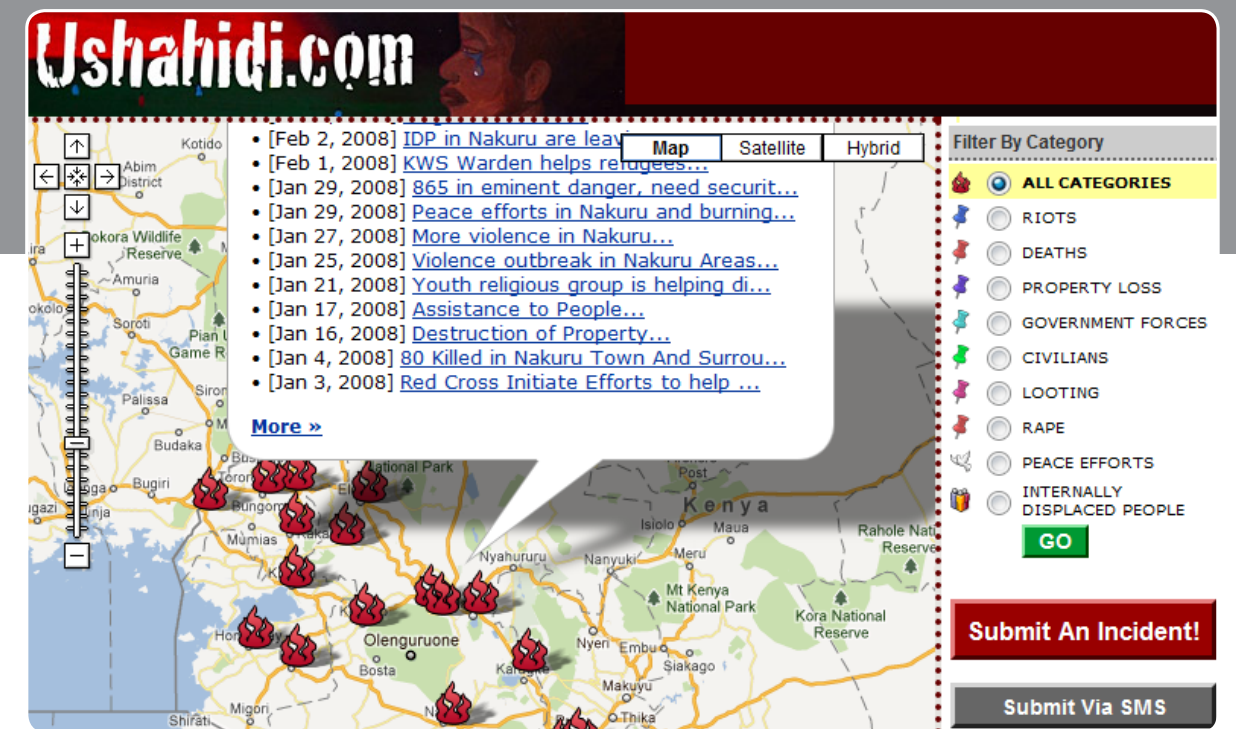 Ushahidi.com
• [Feb 2, 2008] IDP in Nakuru are
• [Feb 1, 2008] KWS Warden helps refugees...
• [Jan 29, 2008] 865 in eminent danger, need securit...
• [Jan 29, 2008] Peace efforts in Nakuru and burning...
• [Jan 27, 2008] More violence in Nakuru...
• [Jan 25, 2008] Violence outbreak in Nakuru Areas...
• [Jan 21, 2008] Youth religious group is helping di...
• [Jan 17, 2008] Assistance to People...
• [Jan 16, 2008] Destruction of Property...
• [Jan 4, 2008] 80 Killed in Nakuru Town And Surrou...
• [Jan 3, 2008] Red Cross Initiate Efforts to help ...
More »
Map
Satellite
Hybrid
Kotido
Abim
District
Wildlife
Reserve
Amuria
Soroti
Pian
Game
Palissa
Budaka
Bugiri
Mumias
National Park
Post
Kenya
Isiolo
Maua
Meru
Rahole
Reserve
Nyahururu
Nanyuki
Mt Kenya
National Park
Kora National
Reserve
Olenguruone
Bosta
Nyeri
Embu
Siakago
Makuyu
Thika
Migori
Shirati
Filter By Category
ALL CATEGORIES
RIOTS
DEATHS
PROPERTY LOSS
GOVERNMENT FORCES
CIVILIANS
LOOTING
RAPE
PEACE EFFORTS
INTERNALLY
DISPLACED PEOPLE
GO
Submit An Incident!
Submit Via SMS